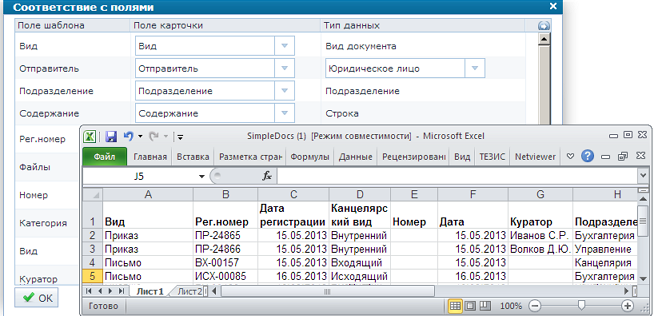 Соответствие с полями
Поле шаблона Поле карточки Тип данных
Вид Вид Вид документа
Отправитель Отправитель Юридическое лицо
Подразделение Подразделение Подразделение
Содержание Содержание Строка
Рег.номер
Файлы
Номер
Категория
Вид
Куратор
OK
SimpleDocs (1) [Режим совместимости] - Microsoft Excel
Файл Главная Вставка Разметка стран Формулы Данные Рецензировани Вид ТЕЗИС Netviewer
J5 fx
A B C D E F G H
1 Вид Рег.номер Дата регистрации Канцелярский вид Номер Дата Куратор Подразделе
2 Приказ ПР-24865 15.05.2013 Внутренний 15.05.2013 Иванов С.Р. Бухгалтерия
3 Приказ ПР-24866 15.05.2013 Внутренний 15.05.2013 Волков Д.Ю. Управление
4 Письмо ВХ-00157 15.05.2013 Входящий 15.05.2013 Канцелярия
5 Письмо ИСХ-00085 16.05.2013 Исходящий 16.05.2013 Бухгалтерия
Лист1 Лист2
Готово 100%